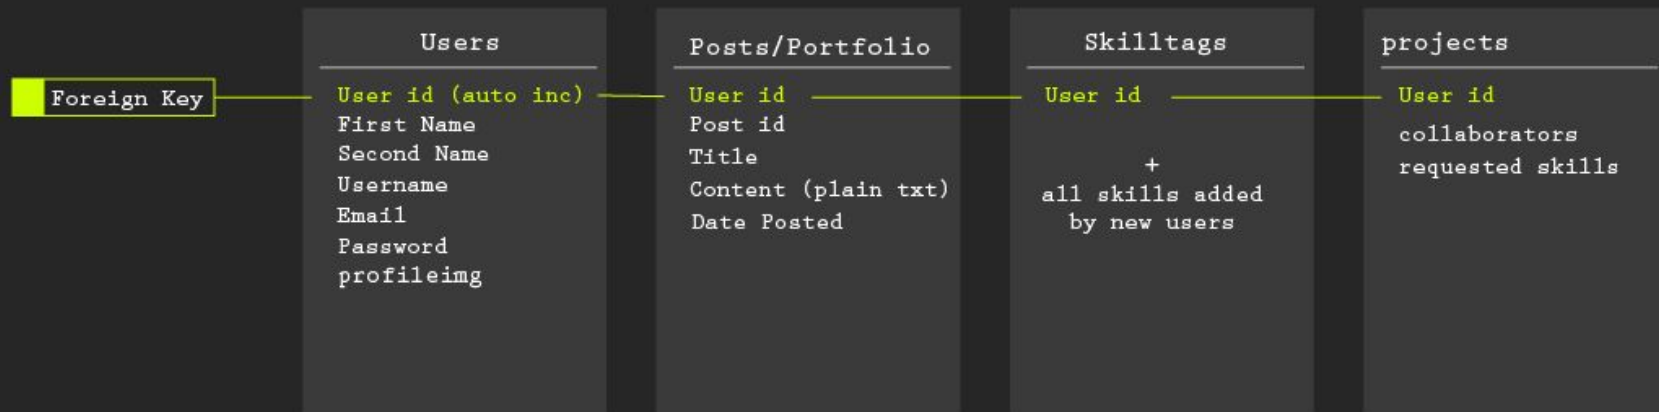 Foreign Key
Users
User id (auto inc)
First Name
Second Name
Username
Email
Password
profileimg
Posts/Portfolio
User id
Post id
Title
Content (plain txt)
Date Posted
Skilltags
User id
+
all skills added
by new users
projects
User id
collaborators
requested skills